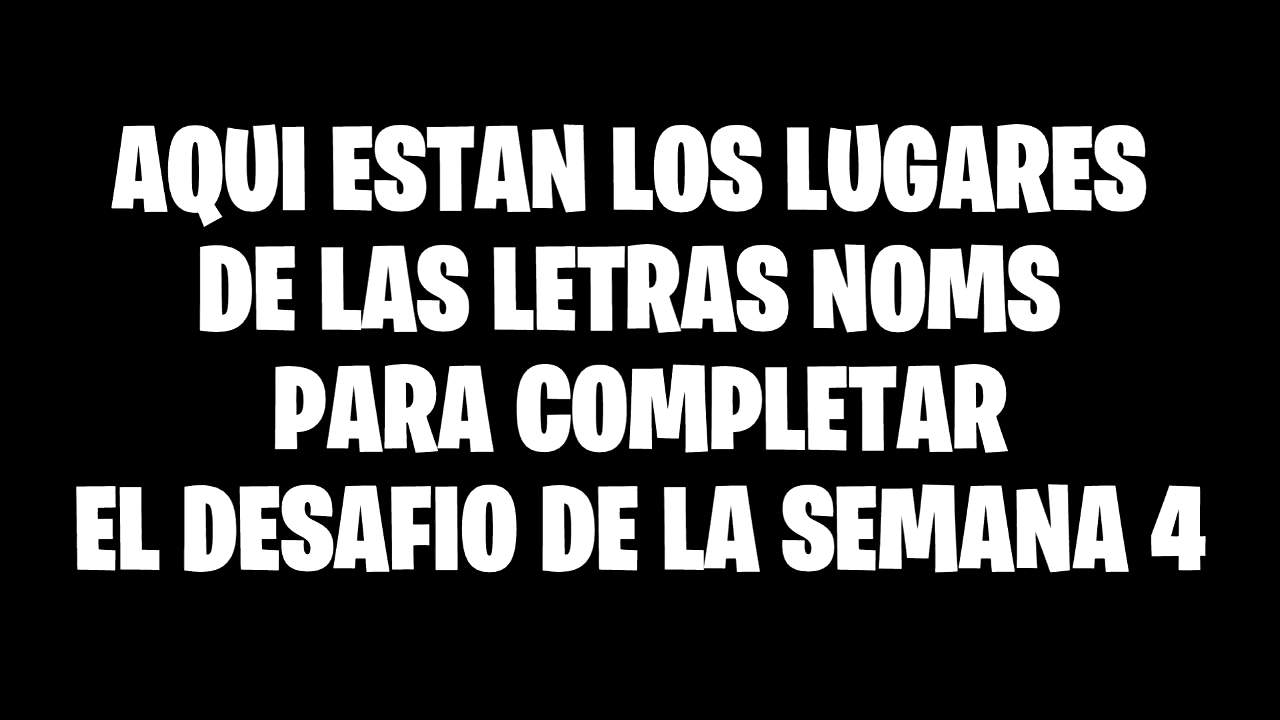 AQUI ESTAN LOS LUGARES
DE LAS LETRAS NOMS
PARA COMPLETAR
EL DESAFIO DE LA SEMANA 4